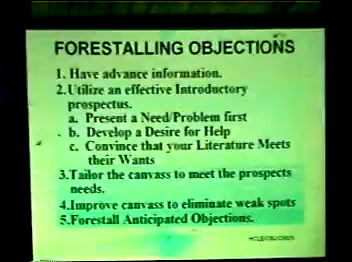 FORESTALLING OBJECTIONS
1. Have advance information.
2.Utilize an effective Introductory
prospectus.
a. Present a Need/Problem first
b. Develop a Desire for Help
c. Convince that your Literature Meets
their Wants
3.Tailor the canvass to meet the prospects
needs.
4.Improve canvass to eliminate weak spots
5.Forestall Anticipated Objections.